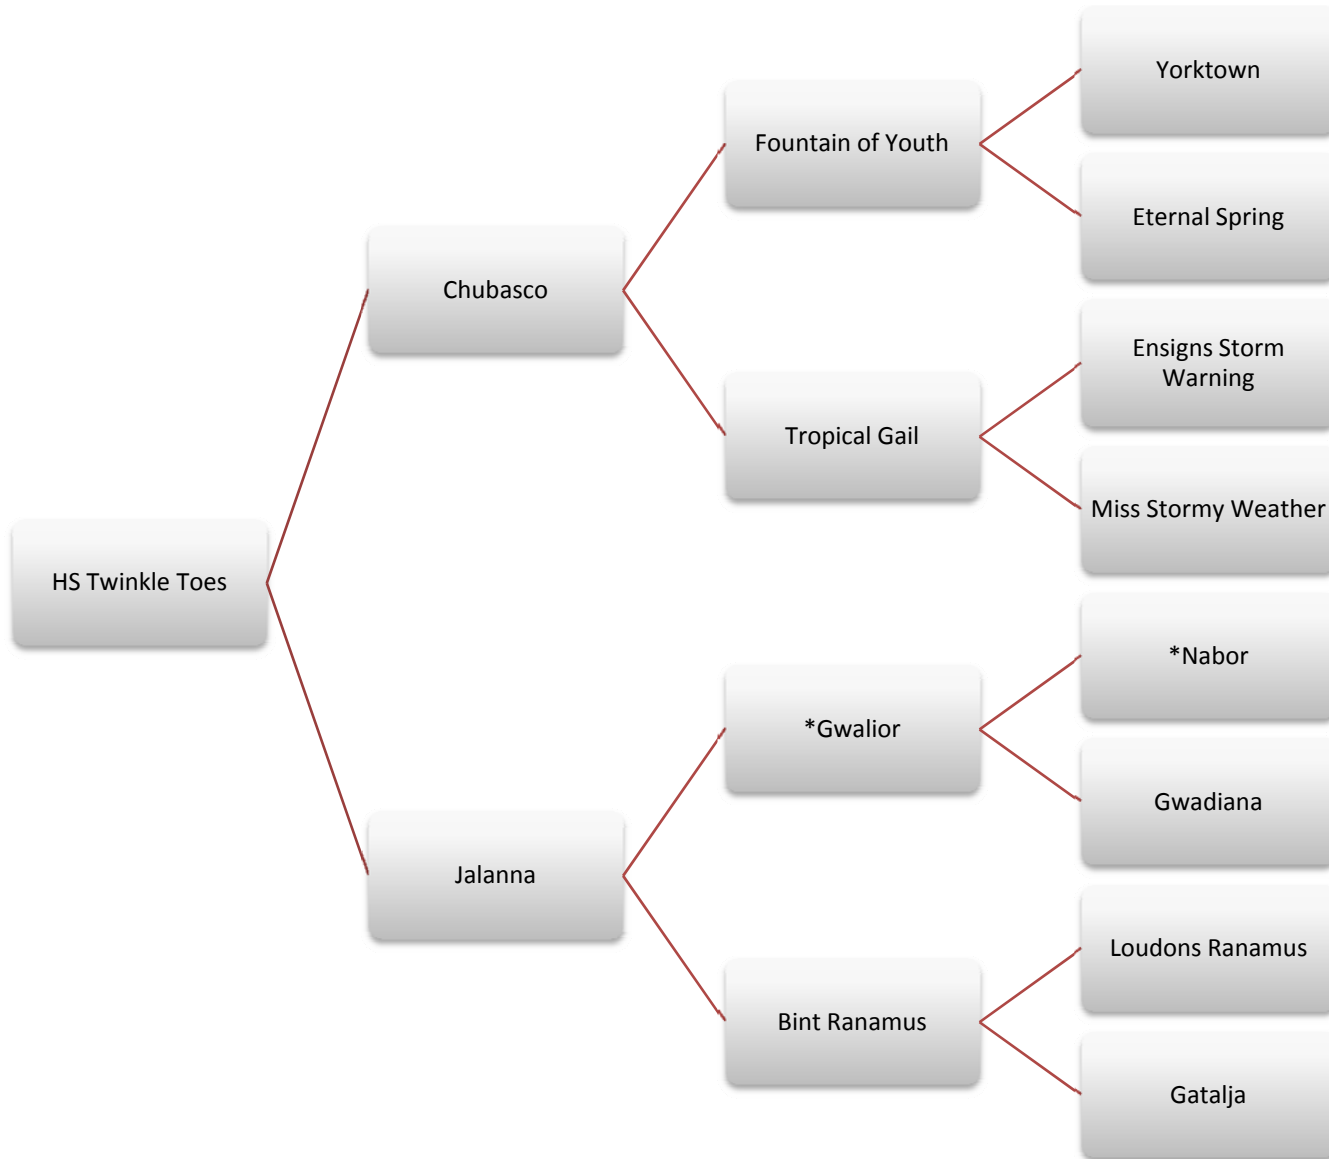 Yorktown
Fountain of Youth
Eternal Spring
Chubasco
Ensigns Storm
Warning
Tropical Gail
Miss Stormy Weather
HS Twinkle Toes
*Nabor
*Gwalior
Gwadiana
Jalanna
Loudons Ranamus
Bint Ranamus
Gatalja